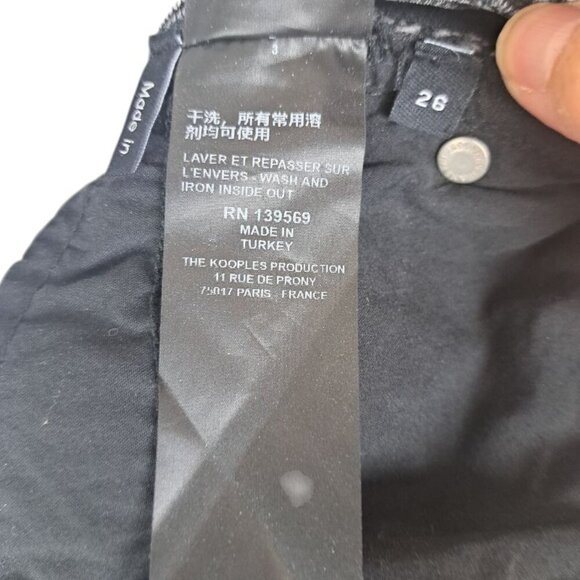 Made in
26
干洗，所有常用溶
剂均可使用
LAVER ET REPASSER SUR
L'ENVERS - WASH AND
IRON INSIDE OUT
RN 139569
MADE IN
TURKEY
THE KOOPLES PRODUCTION
11 RUE DE PRONY
75017 PARIS - FRANCE